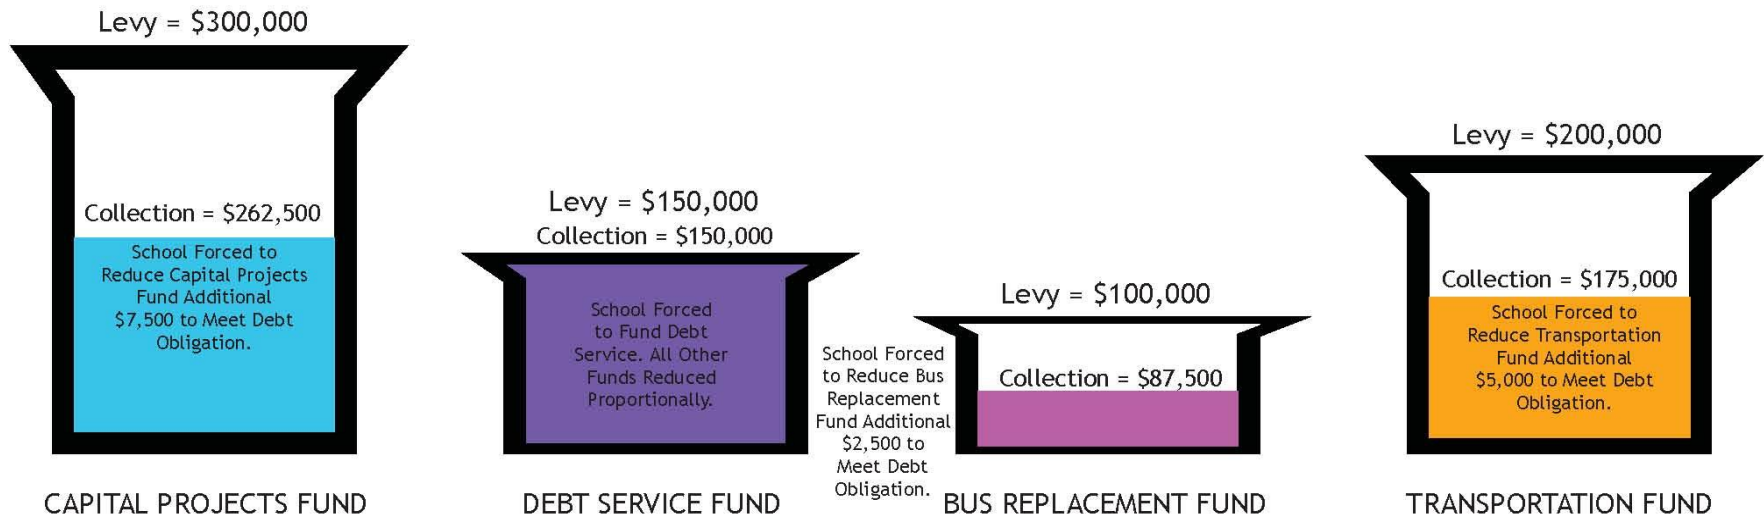 Levy = $300,000
Collection = $262,500
School Forced to
Reduce Capital Projects
Fund Additional
$7,500 to Meet Debt
Obligation.
CAPITAL PROJECTS FUND
Levy = $150,000
Collection = $150,000
School Forced
to Fund Debt
Service. All Other
Funds Reduced
Proportionally.
DEBT SERVICE FUND
School Forced
to Reduce Bus
Replacement
Fund Additional
$2,500 to
Meet Debt
Obligation.
Levy = $100,000
Collection = $87,500
BUS REPLACEMENT FUND
Levy = $200,000
Collection = $175,000
School Forced to
Reduce Transportation
Fund Additional
$5,000 to Meet Debt
Obligation.
TRANSPORTATION FUND